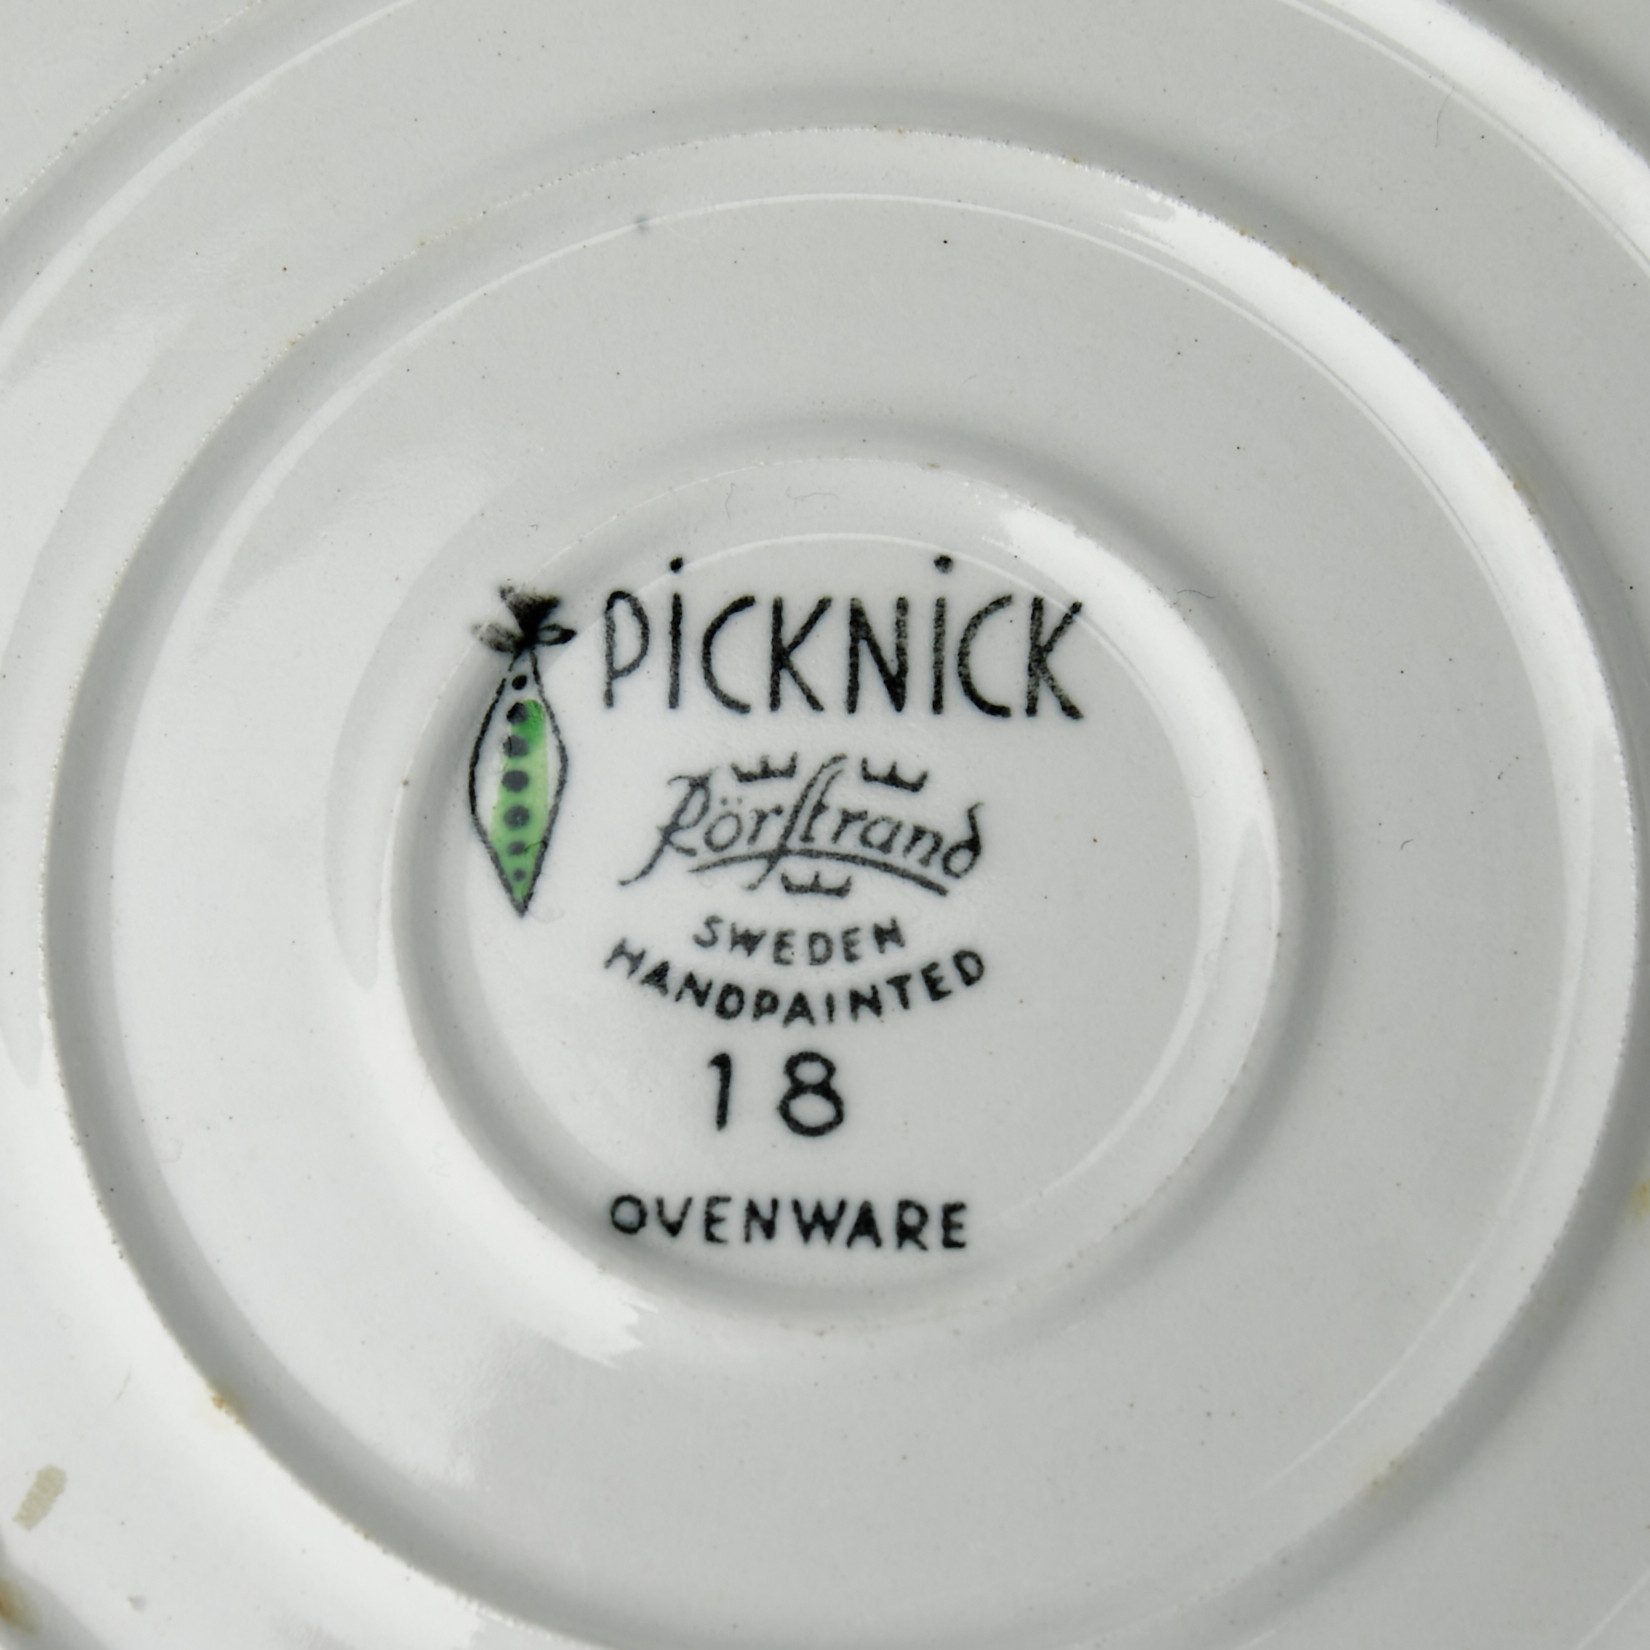 PiCKNiCK
Rörstrand
SWEDEN
HANDPAINTED
18
OVENWARE